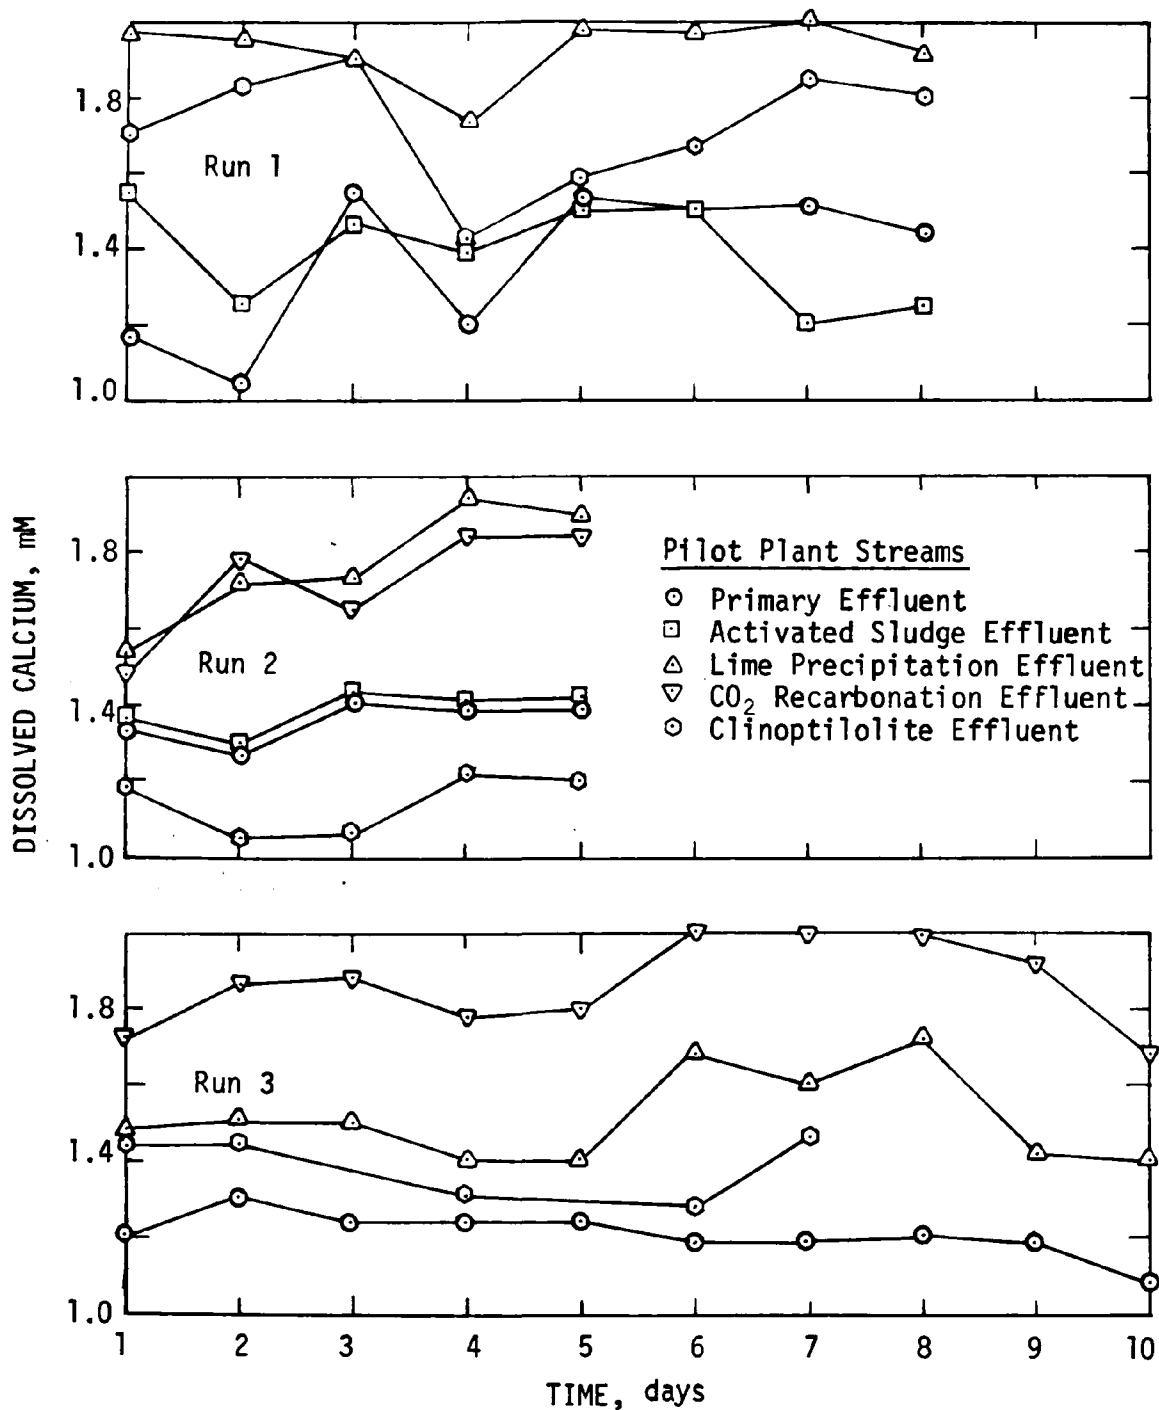 1.8
Run 1
1.4
1.0
DISSOLVED CALCIUM, mM
1.8
Run 2
1.4
1.0
Pilot Plant Streams
Primary Effluent
Activated Sludge Effluent
Lime Precipitation Effluent
CO₂ Recarbonation Effluent
Clinoptilolite Effluent
1.8
Run 3
1.4
1.0
1 2 3 4 5 6 7 8 9 10
TIME, days